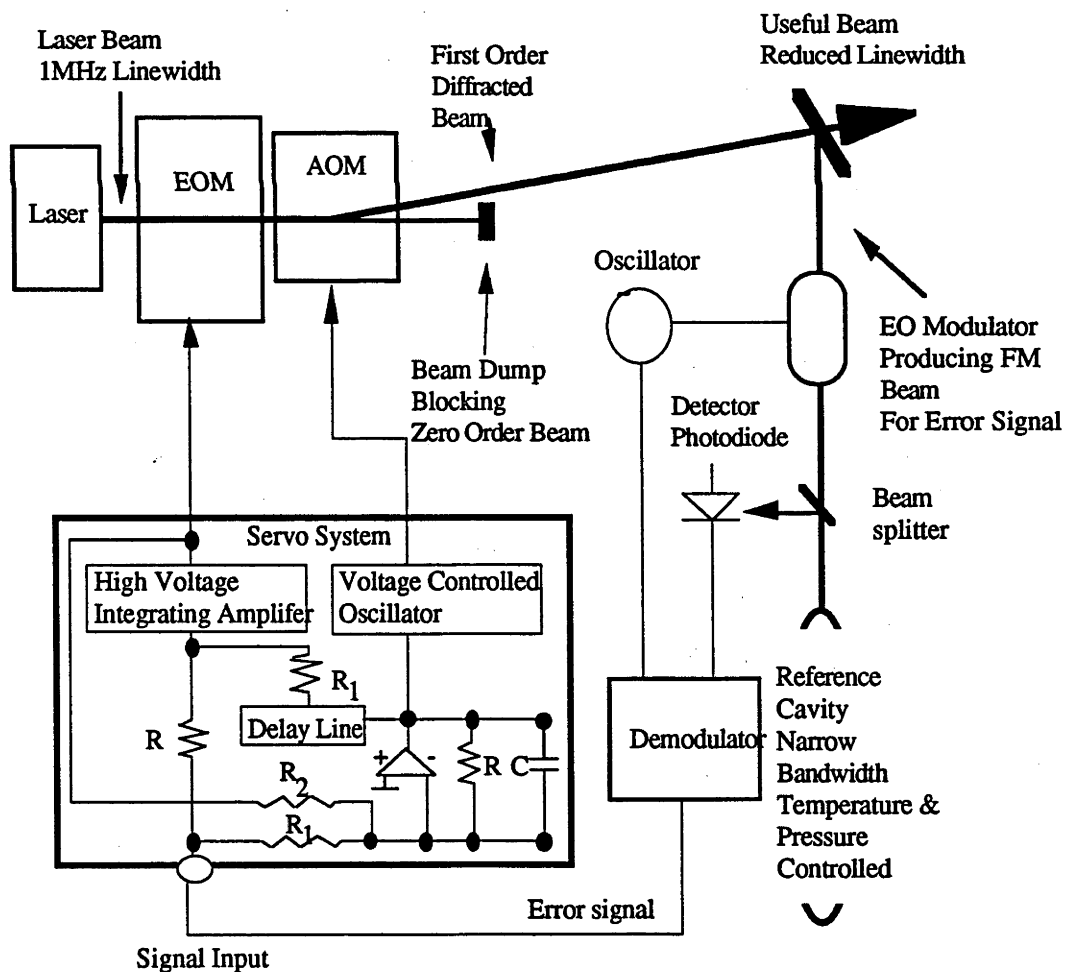 Laser Beam
1MHz Linewidth
First Order
Diffracted
Beam
Useful Beam
Reduced Linewidth
Laser
EOM
AOM
Oscillator
Beam Dump
Blocking
Zero Order Beam
EO Modulator
Producing FM
Beam
For Error Signal
Detector
Photodiode
Beam
splitter
Servo System
High Voltage
Integrating Amplifer
Voltage Controlled
Oscillator
R1
Delay Line
R
+ -
R
C
R2
R1
Demodulator
Reference
Cavity
Narrow
Bandwidth
Temperature &
Pressure
Controlled
Error signal
Signal Input